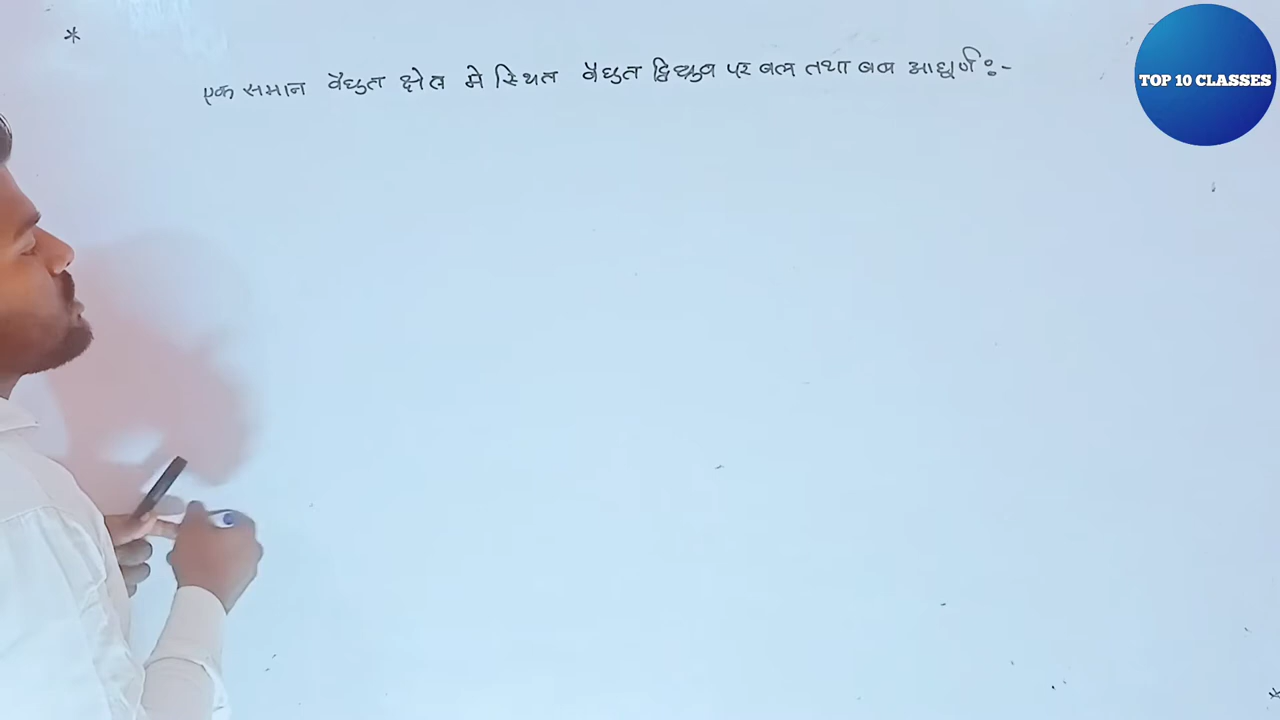 *
एक समान वैधुत क्षेत्र मे स्थित वैधुत द्विध्रुव पर बल तथा बल आघूर्ण :-
TOP 10 CLASSES